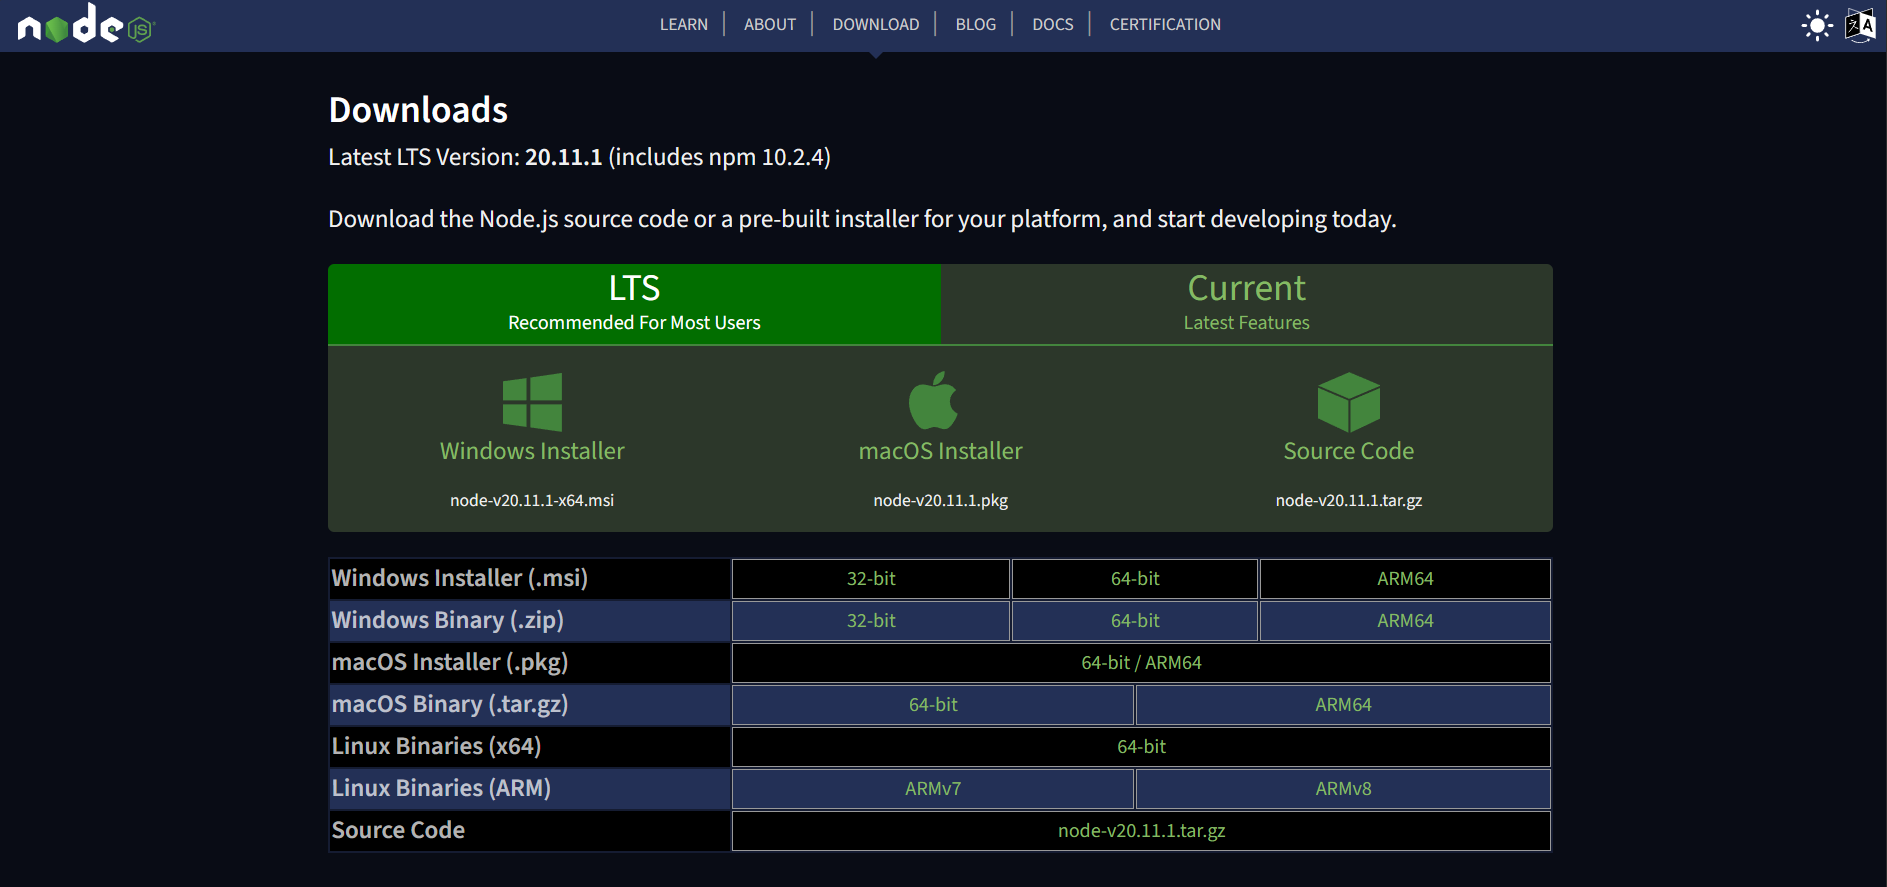 node JS
LEARN ABOUT DOWNLOAD BLOG DOCS CERTIFICATION
Downloads
Latest LTS Version: 20.11.1 (includes npm 10.2.4)
Download the Node.js source code or a pre-built installer for your platform, and start developing today.
LTS
Recommended For Most Users
Current
Latest Features
Windows Installer
node-v20.11.1-x64.msi
macOS Installer
node-v20.11.1.pkg
Source Code
node-v20.11.1.tar.gz
Windows Installer (.msi) 32-bit 64-bit ARM64
Windows Binary (.zip) 32-bit 64-bit ARM64
macOS Installer (.pkg) 64-bit / ARM64
macOS Binary (.tar.gz) 64-bit ARM64
Linux Binaries (x64) 64-bit
Linux Binaries (ARM) ARMv7 ARMv8
Source Code node-v20.11.1.tar.gz